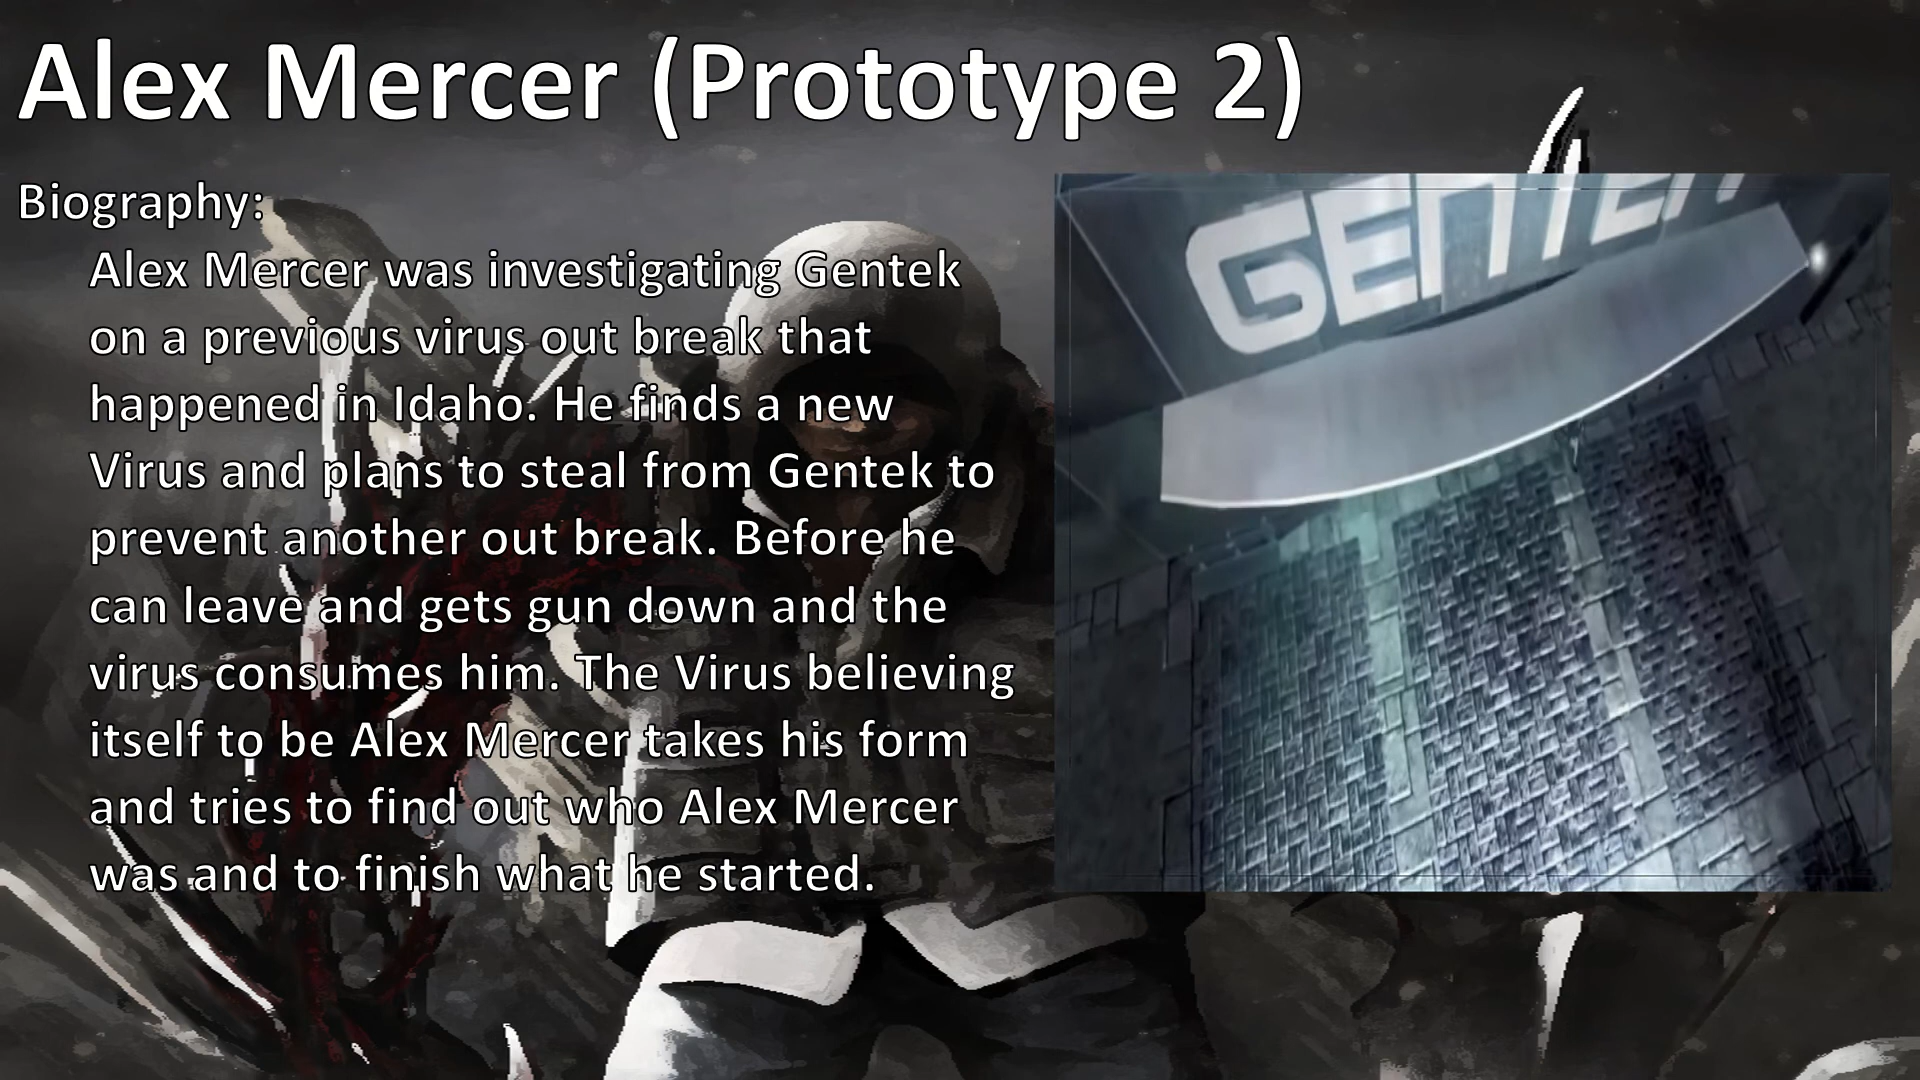 Alex Mercer (Prototype 2)
Biography:
Alex Mercer was investigating Gentek
on a previous virus out break that
happened in Idaho. He finds a new
Virus and plans to steal from Gentek to
prevent another out break. Before he
can leave and gets gun down and the
virus consumes him. The Virus believing
itself to be Alex Mercer takes his form
and tries to find out who Alex Mercer
was and to finish what he started.
GENTEK